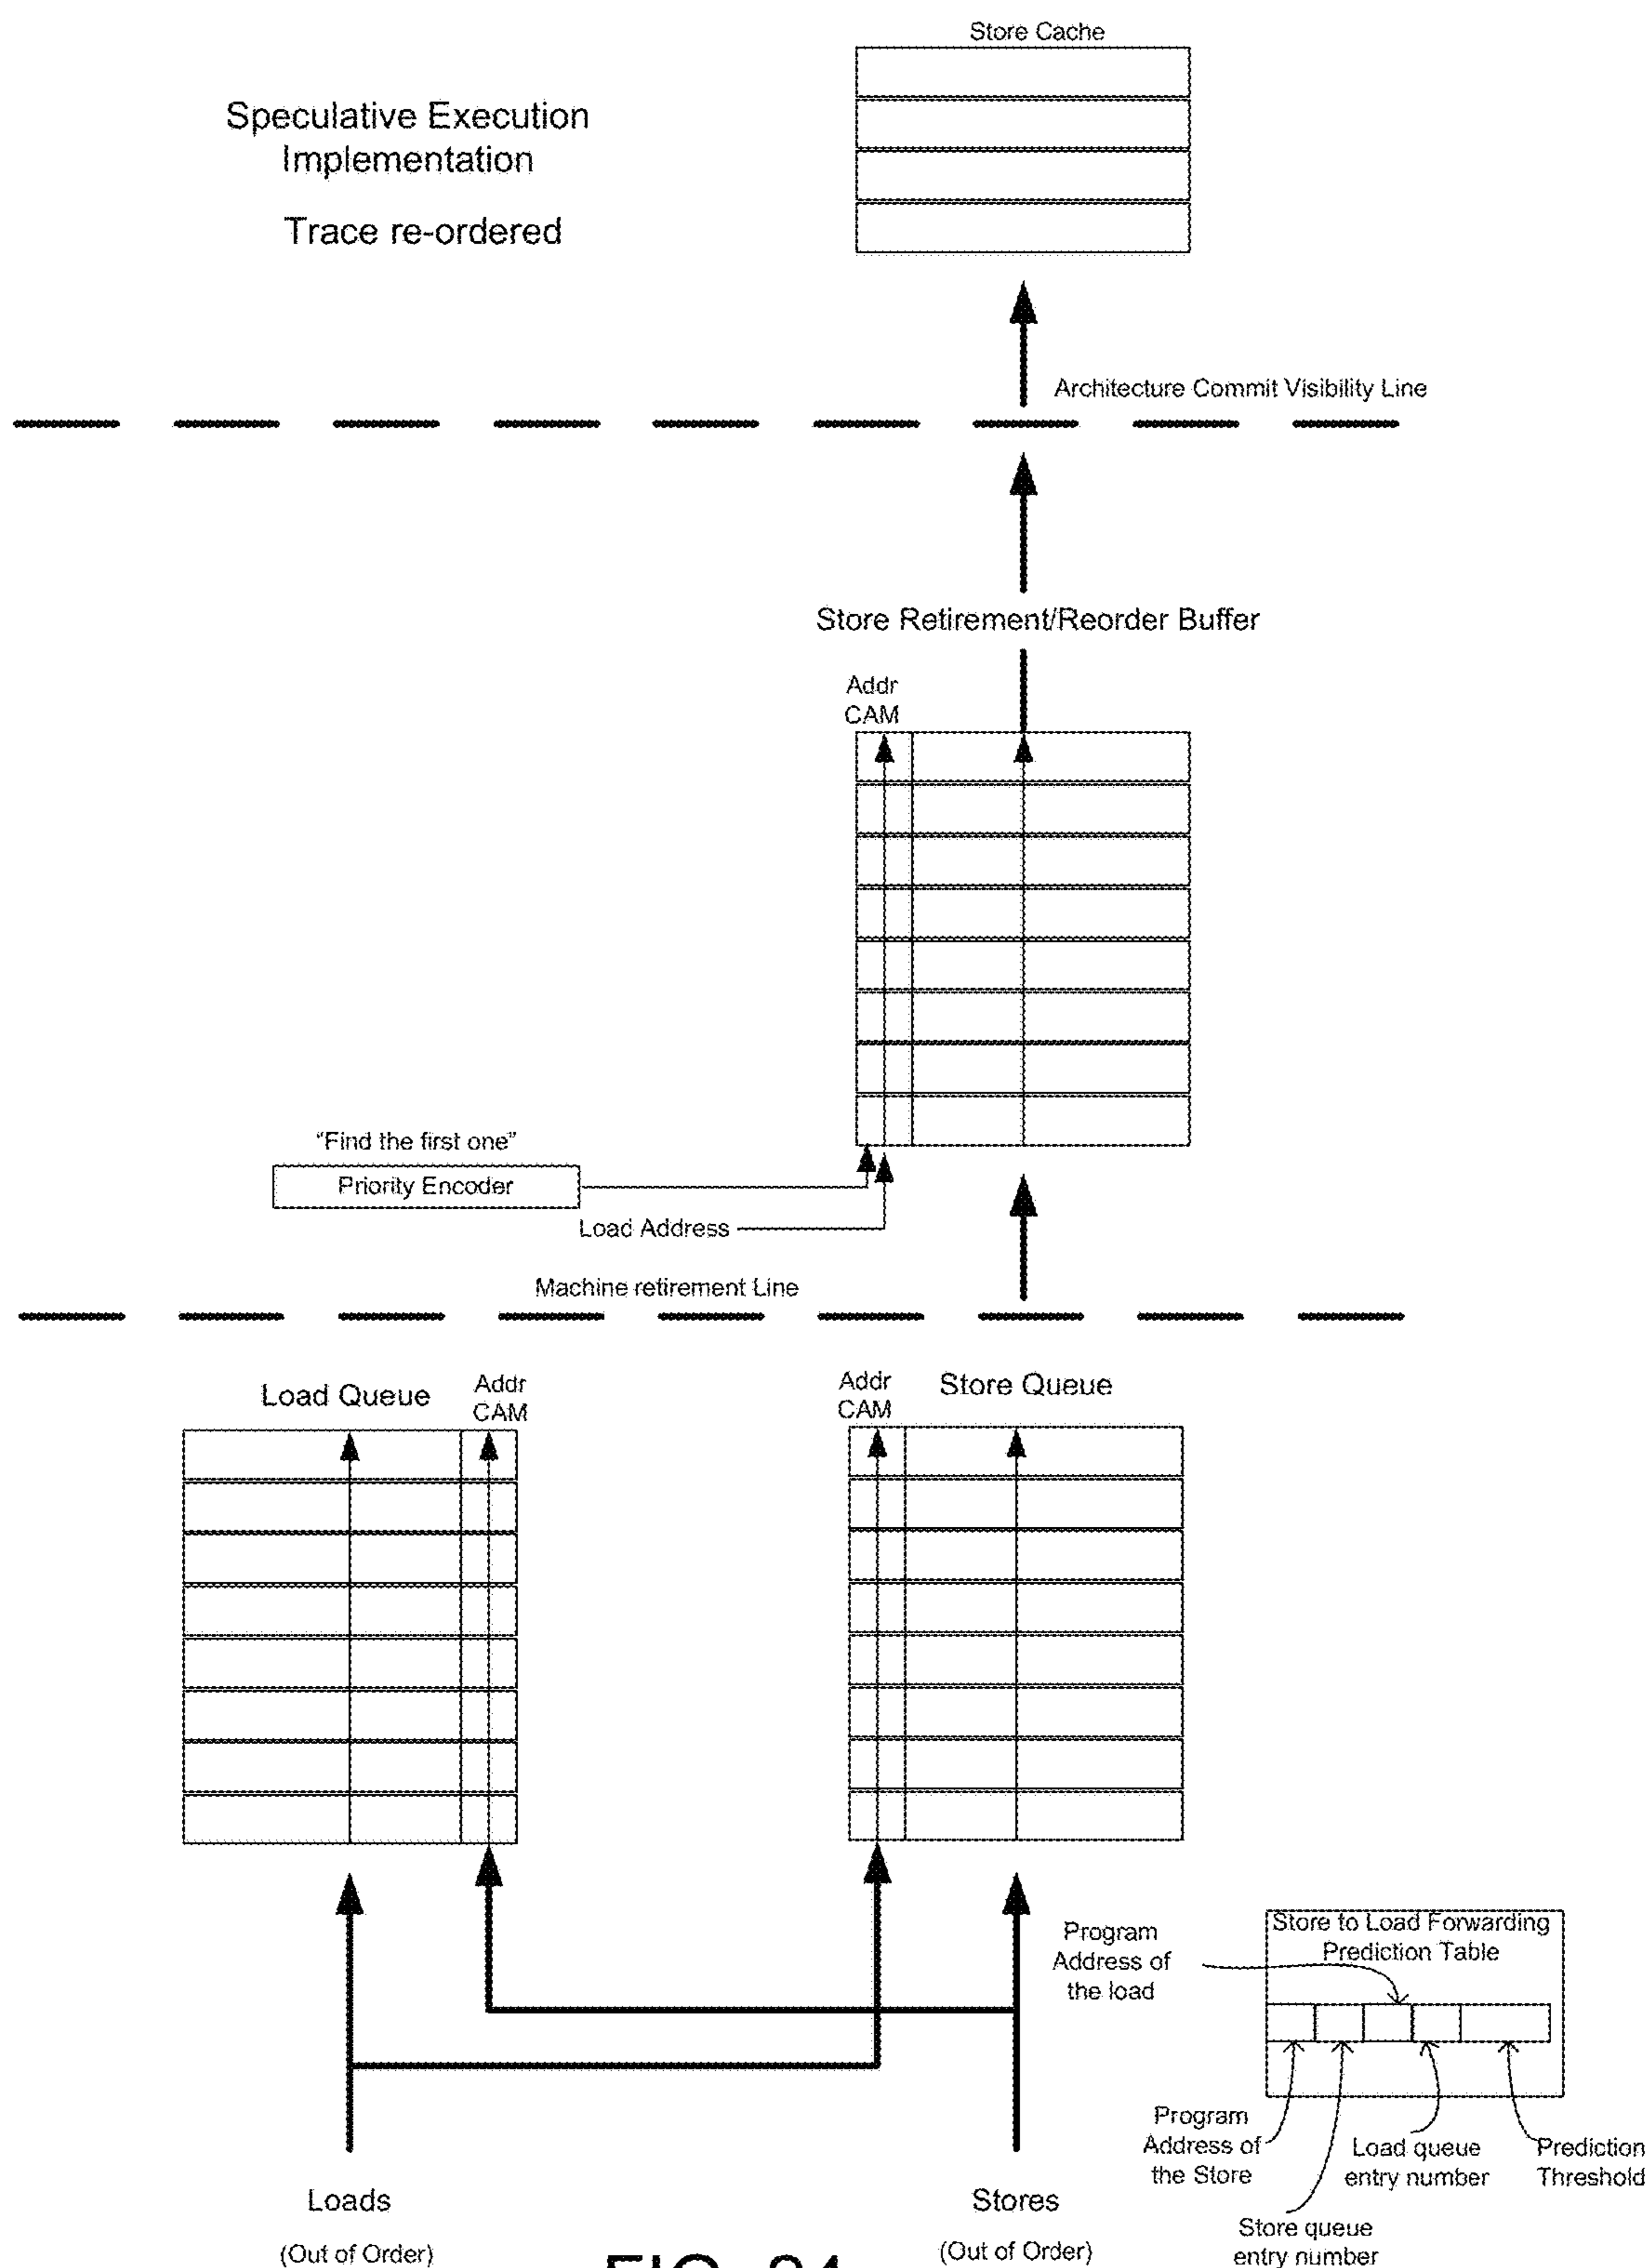 Store Cache
Speculative Execution
Implementation
Trace re-ordered
Architecture Commit Visibility Line
Store Retirement/Reorder Buffer
Addr
CAM
"Find the first one"
Priority Encoder
Load Address
Machine retirement Line
Load Queue
Addr
CAM
Addr
CAM
Store Queue
Program
Address of
the load
Store to Load Forwarding
Prediction Table
Program
Address of
the Store
Load queue
entry number
Prediction
Threshold
Store queue
entry number
Loads
(Out of Order)
Stores
(Out of Order)